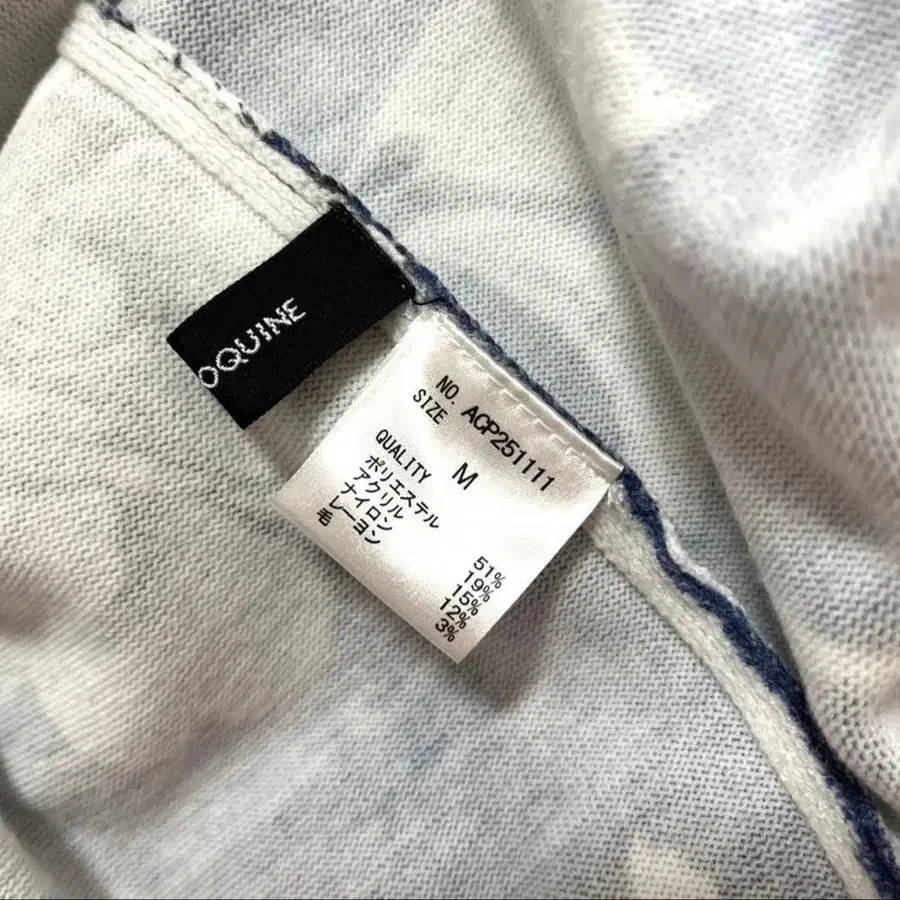 OQUINE
NO. ACP251111
SIZE M
QUALITY
ポリエステル 51%
アクリル 19%
ナイロン 15%
レーヨン 12%
毛 3%